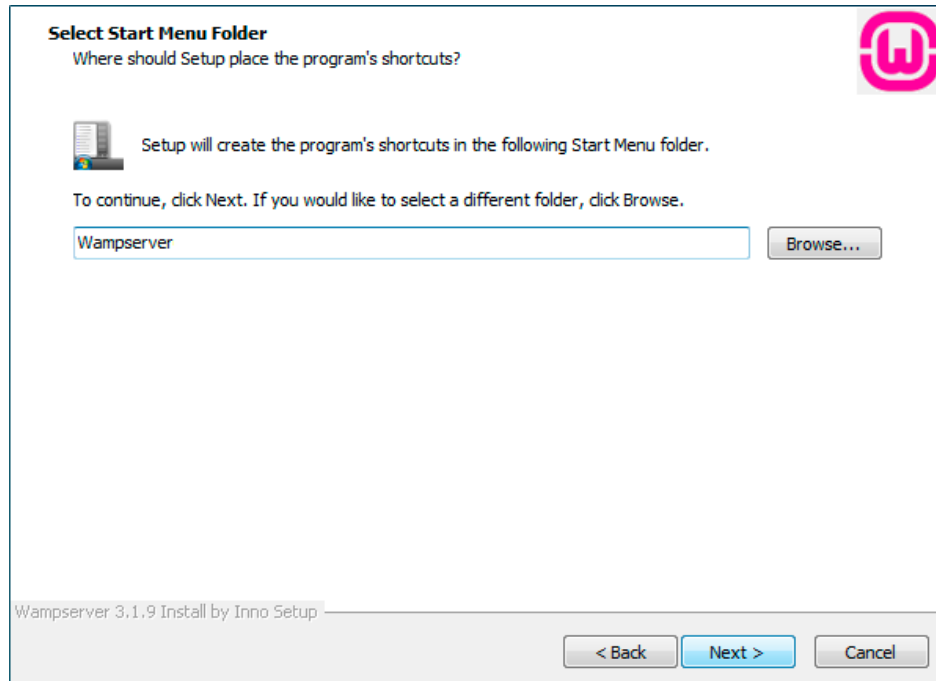 Select Start Menu Folder
Where should Setup place the program's shortcuts?
Setup will create the program's shortcuts in the following Start Menu folder.
To continue, click Next. If you would like to select a different folder, click Browse.
Wampserver
Browse...
Wampserver 3.1.9 Install by Inno Setup
< Back
Next >
Cancel